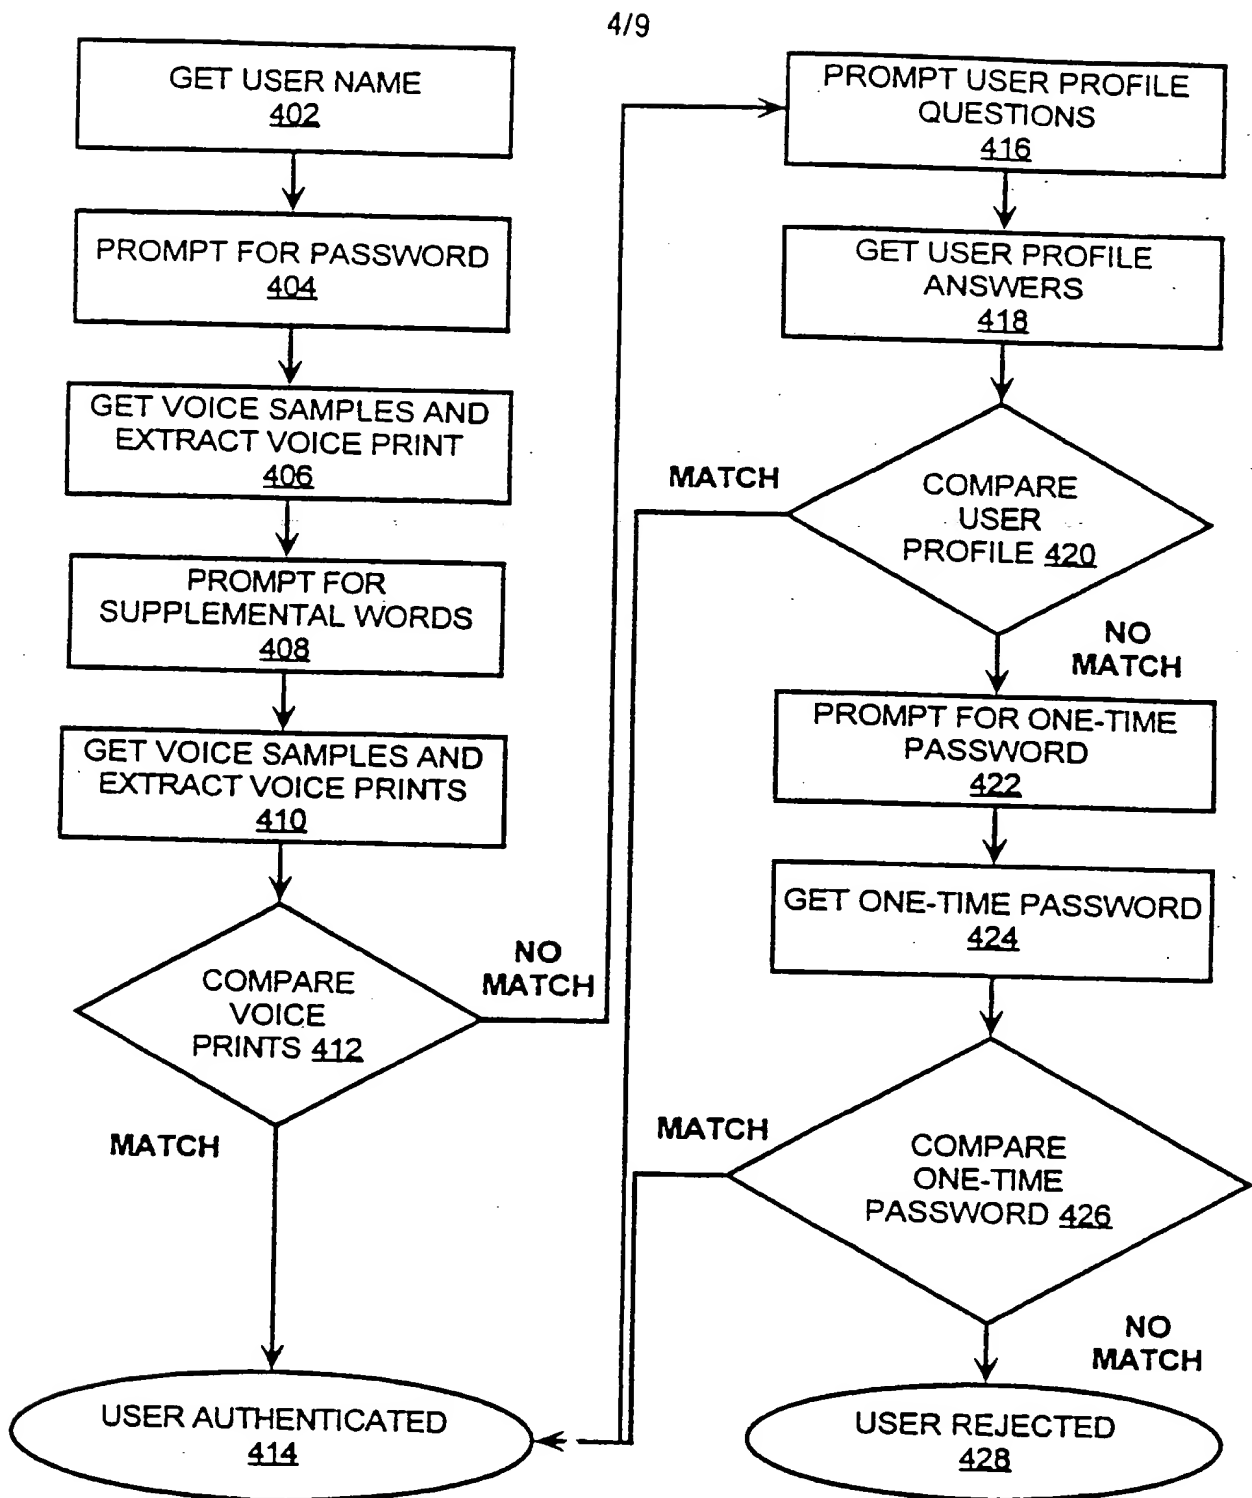 4/9
GET USER NAME
402
PROMPT FOR PASSWORD
404
GET VOICE SAMPLES AND
EXTRACT VOICE PRINT
406
PROMPT FOR
SUPPLEMENTAL WORDS
408
GET VOICE SAMPLES AND
EXTRACT VOICE PRINTS
410
COMPARE
VOICE
PRINTS 412
NO
MATCH
MATCH
USER AUTHENTICATED
414
PROMPT USER PROFILE
QUESTIONS
416
GET USER PROFILE
ANSWERS
418
MATCH
COMPARE
USER
PROFILE 420
NO
MATCH
PROMPT FOR ONE-TIME
PASSWORD
422
GET ONE-TIME PASSWORD
424
MATCH
COMPARE
ONE-TIME
PASSWORD 426
NO
MATCH
USER REJECTED
428